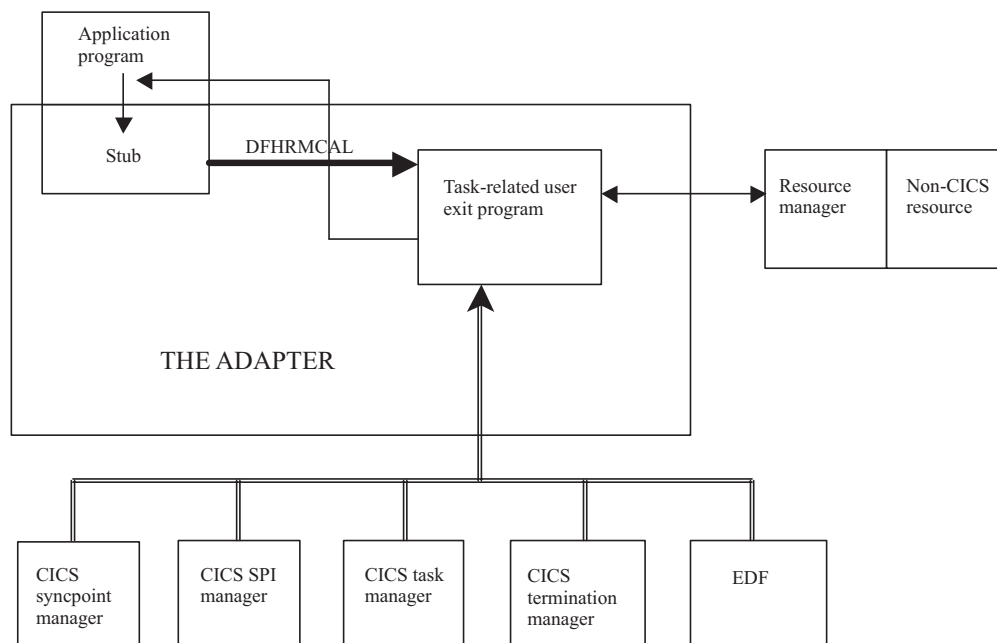 Application
program
Stub
DFHRMCAL
Task-related user
exit program
Resource
manager
Non-CICS
resource
THE ADAPTER
CICS
syncpoint
manager
CICS SPI
manager
CICS task
manager
CICS
termination
manager
EDF